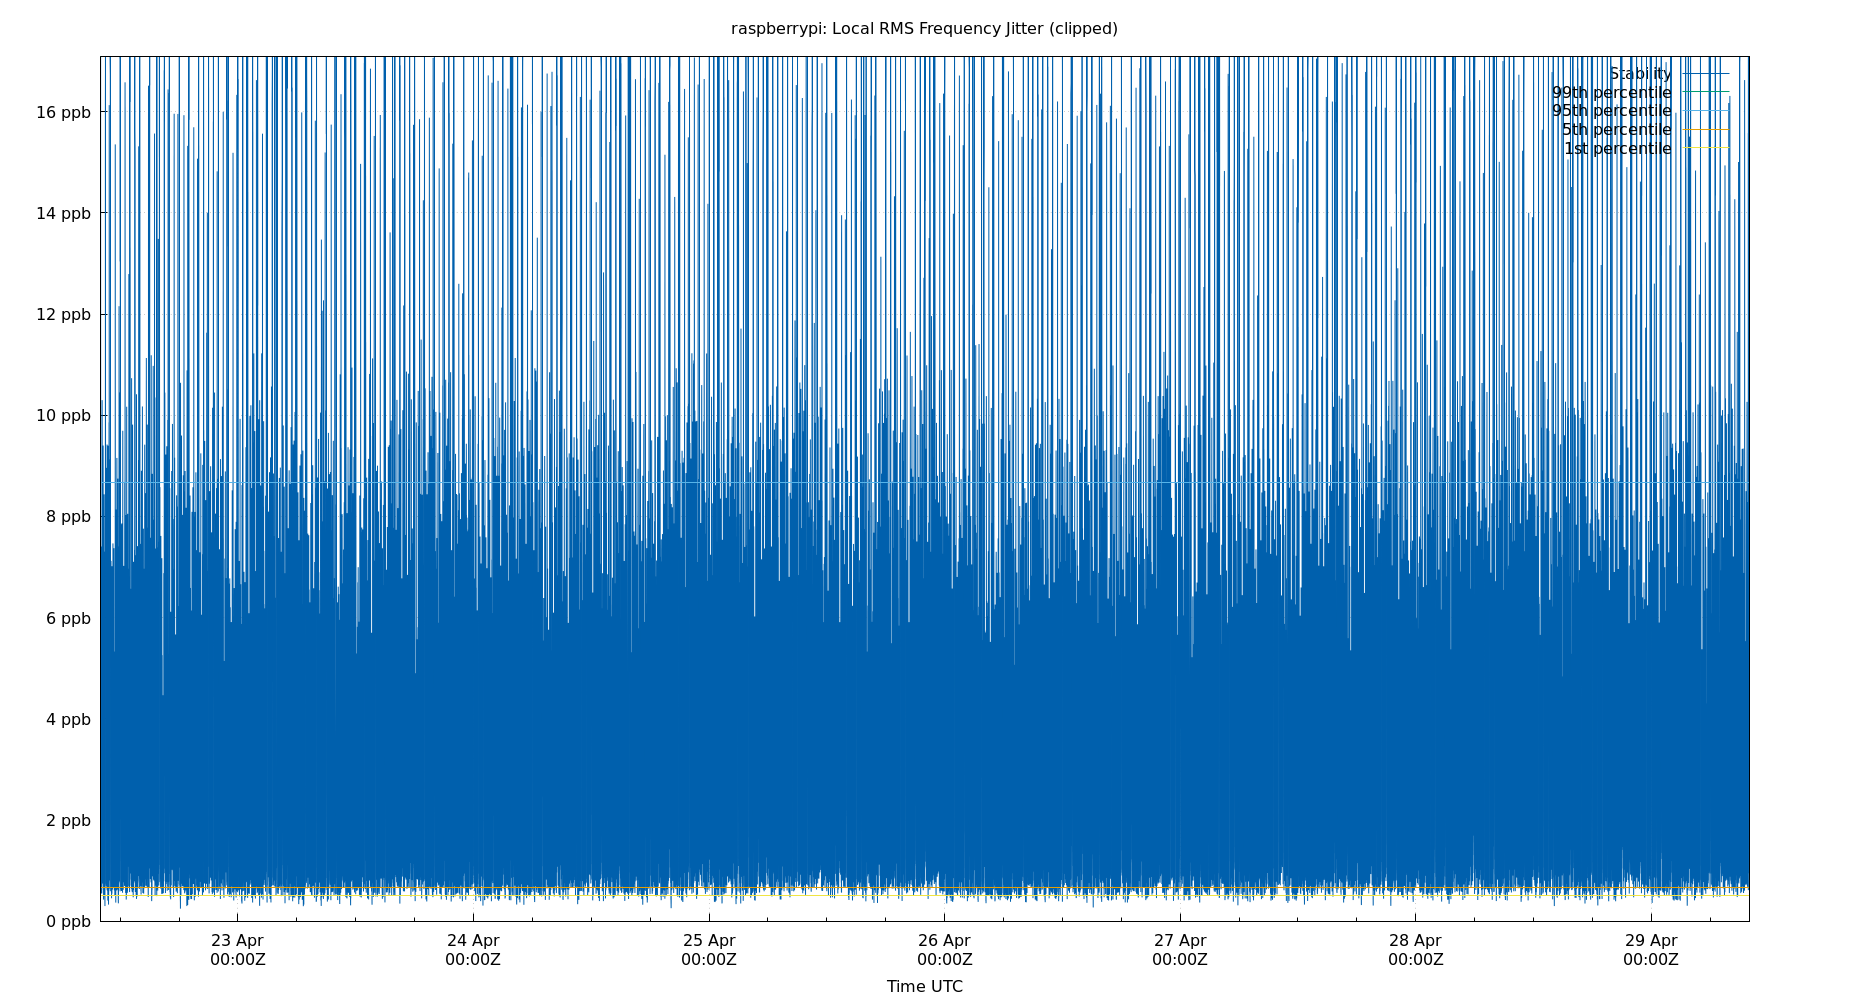 raspberrypi: Local RMS Frequency Jitter (clipped)
Stability
99th percentile
95th percentile
5th percentile
1st percentile
16 ppb
14 ppb
12 ppb
10 ppb
8 ppb
6 ppb
4 ppb
2 ppb
0 ppb
23 Apr 24 Apr 25 Apr 26 Apr 27 Apr 28 Apr 29 Apr
00:00Z 00:00Z 00:00Z 00:00Z 00:00Z 00:00Z 00:00Z
Time UTC